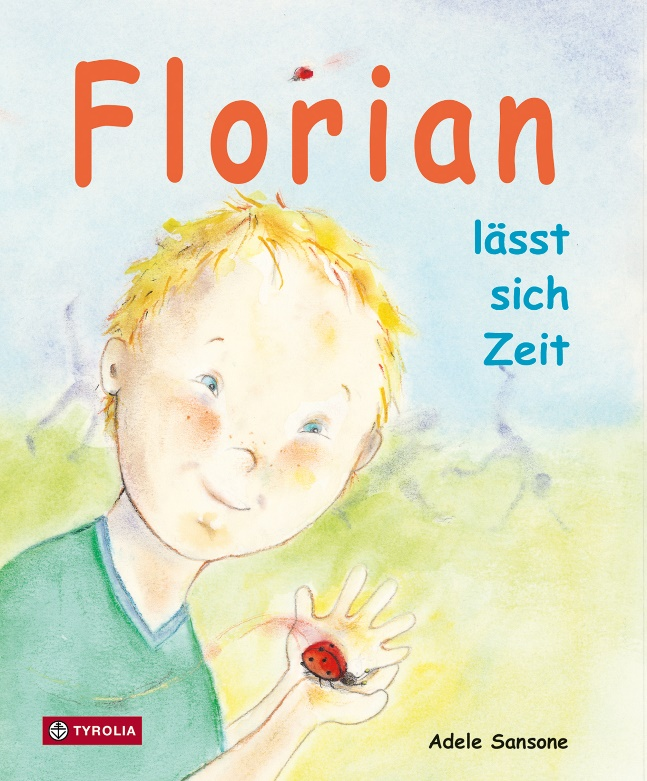 Florian
lässt
sich
Zeit
TYROLIA
Adele Sansone